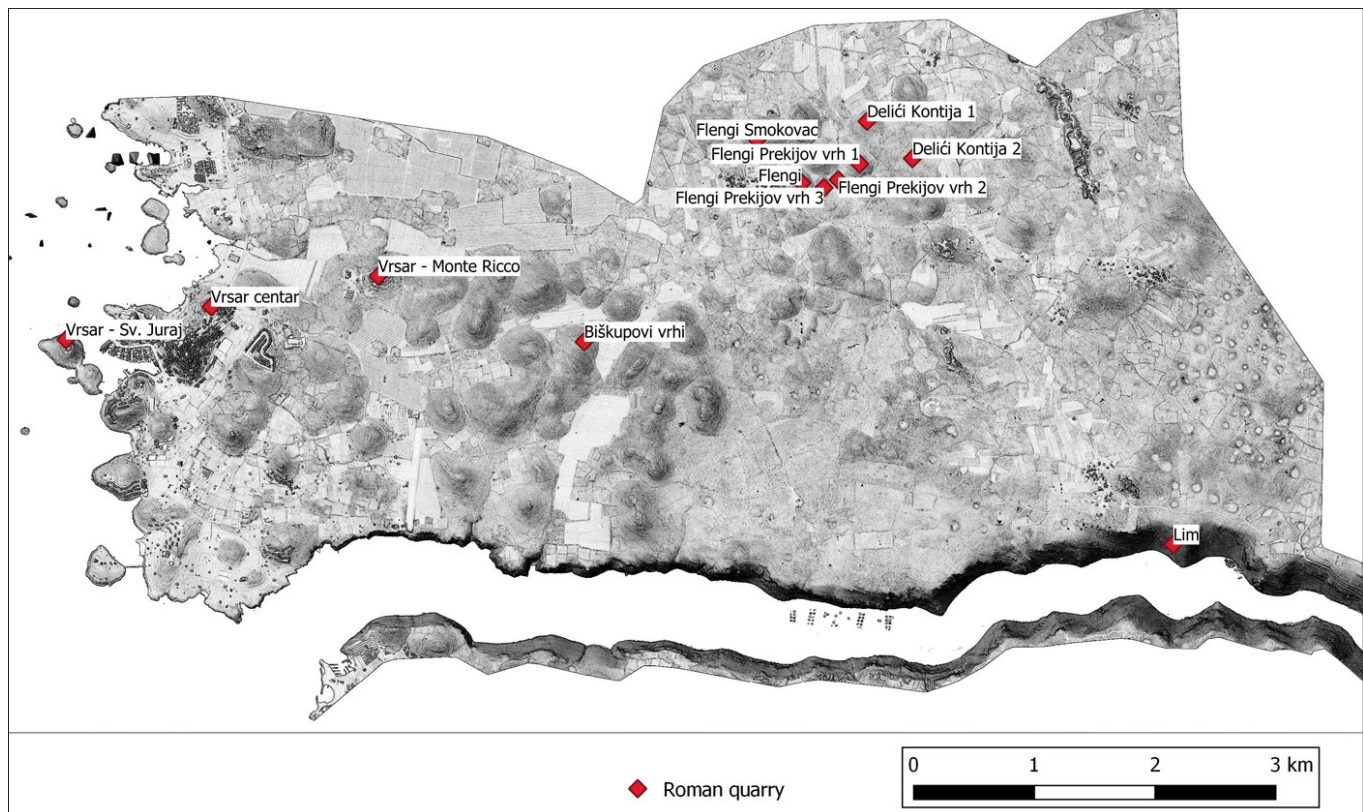 Delići Kontija 1
Flengi Smokovac
Delići Kontija 2
Flengi Prekijov vrh 1
Flengi
Flengi Prekijov vrh 2
Flengi Prekijov vrh 3
Vrsar - Monte Ricco
Vrsar centar
Vrsar - Sv. Juraj
Biškupovi vrhi
Lim
0 1 2 3 km
Roman quarry